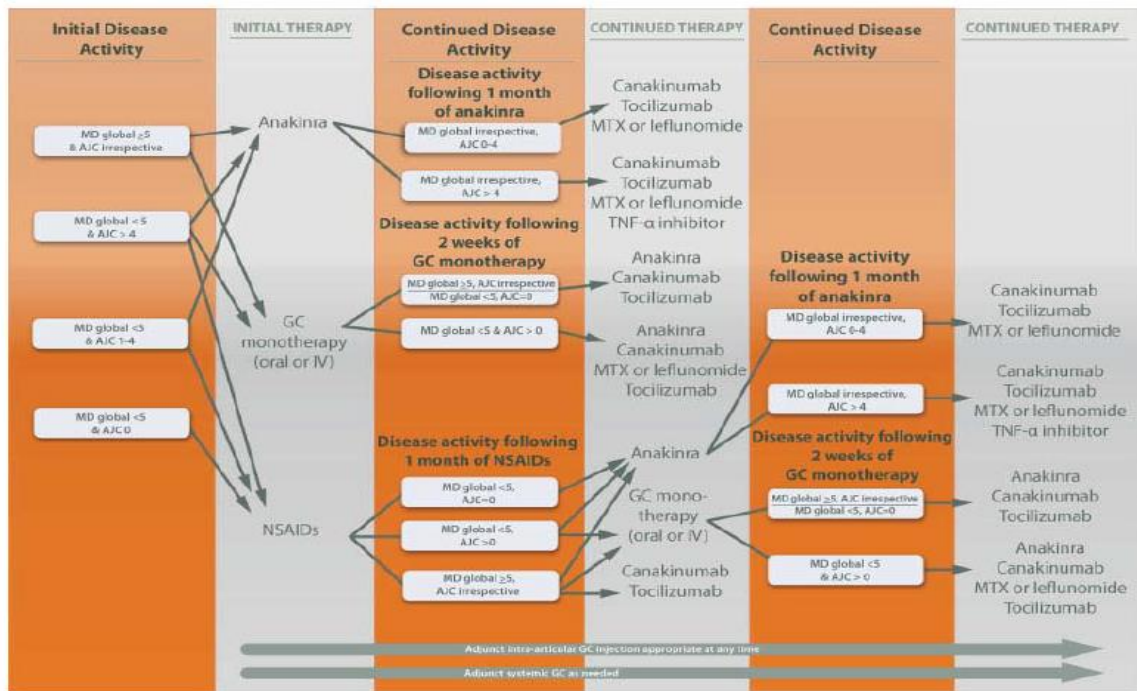 Initial Disease
Activity
INITIAL THERAPY
Continued Disease
Activity
CONTINUED THERAPY
Continued Disease
Activity
CONTINUED THERAPY
MD global ≥5
& AJC irrespective
MD global <5
& AJC > 4
MD global <5
& AJC 1-4
MD global <5
& AJC 0
Anakinra
GC
monotherapy
(oral or IV)
NSAIDs
Disease activity
following 1 month
of anakinra
MD global irrespective,
AJC 0-4
MD global irrespective,
AJC > 4
Disease activity following
2 weeks of
GC monotherapy
MD global ≥5, AJC irrespective
MD global <5, AJC=0
MD global <5 & AJC > 0
Disease activity following
1 month of NSAIDs
MD global <5,
AJC=0
MD global <5,
AJC >0
MD global ≥5,
AJC irrespective
Canakinumab
Tocilizumab
MTX or leflunomide
Canakinumab
Tocilizumab
MTX or leflunomide
TNF-α inhibitor
Anakinra
Canakinumab
Tocilizumab
Anakinra
Canakinumab
MTX or leflunomide
Tocilizumab
Anakinra
GC mono-
therapy
(oral or IV)
Canakinumab
Tocilizumab
Disease activity
following 1 month
of anakinra
MD global irrespective,
AJC 0-4
MD global irrespective,
AJC > 4
Disease activity following
2 weeks of
GC monotherapy
MD global ≥5, AJC irrespective
MD global <5, AJC=0
MD global <5
& AJC > 0
Canakinumab
Tocilizumab
MTX or leflunomide
Canakinumab
Tocilizumab
MTX or leflunomide
TNF-α inhibitor
Anakinra
Canakinumab
Tocilizumab
Anakinra
Canakinumab
MTX or leflunomide
Tocilizumab
Adjunct intra-articular GC injection appropriate at any time
Adjunct systemic GC as needed